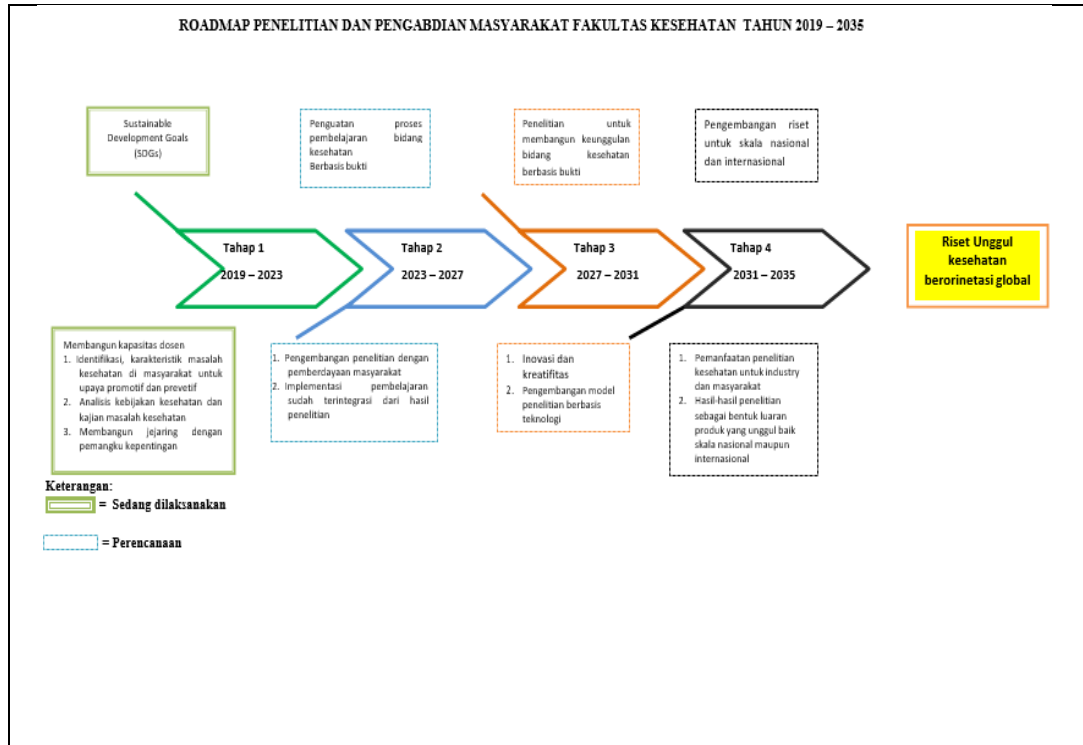 ROADMAP PENELITIAN DAN PENGABDIAN MASYARAKAT FAKULTAS KESEHATAN TAHUN 2019 – 2035
Sustainable
Development Goals
(SDGs)
Penguatan proses
pembelajaran bidang
kesehatan
Berbasis bukti
Penelitian untuk
membangun keunggulan
bidang kesehatan
berbasis bukti
Pengembangan riset
untuk skala nasional
dan internasional
Tahap 1
2019 – 2023
Tahap 2
2023 – 2027
Tahap 3
2027 – 2031
Tahap 4
2031 – 2035
Riset Unggul
kesehatan
berorinetasi global
Membangun kapasitas dosen
1. Identifikasi, karakteristik masalah
kesehatan di masyarakat untuk
upaya promotif dan prevetif
2. Analisis kebijakan kesehatan dan
kajian masalah kesehatan
3. Membangun jejaring dengan
pemangku kepentingan
1. Pengembangan penelitian dengan
pemberdayaan masyarakat
2. Implementasi pembelajaran
sudah terintegrasi dari hasil
penelitian
1. Inovasi dan
kreatifitas
2. Pengembangan model
penelitian berbasis
teknologi
1. Pemanfaatan penelitian
kesehatan untuk industry
dan masyarakat
2. Hasil-hasil penelitian
sebagai bentuk luaran
produk yang unggul baik
skala nasional maupun
internasional
Keterangan:
= Sedang dilaksanakan
= Perencanaan